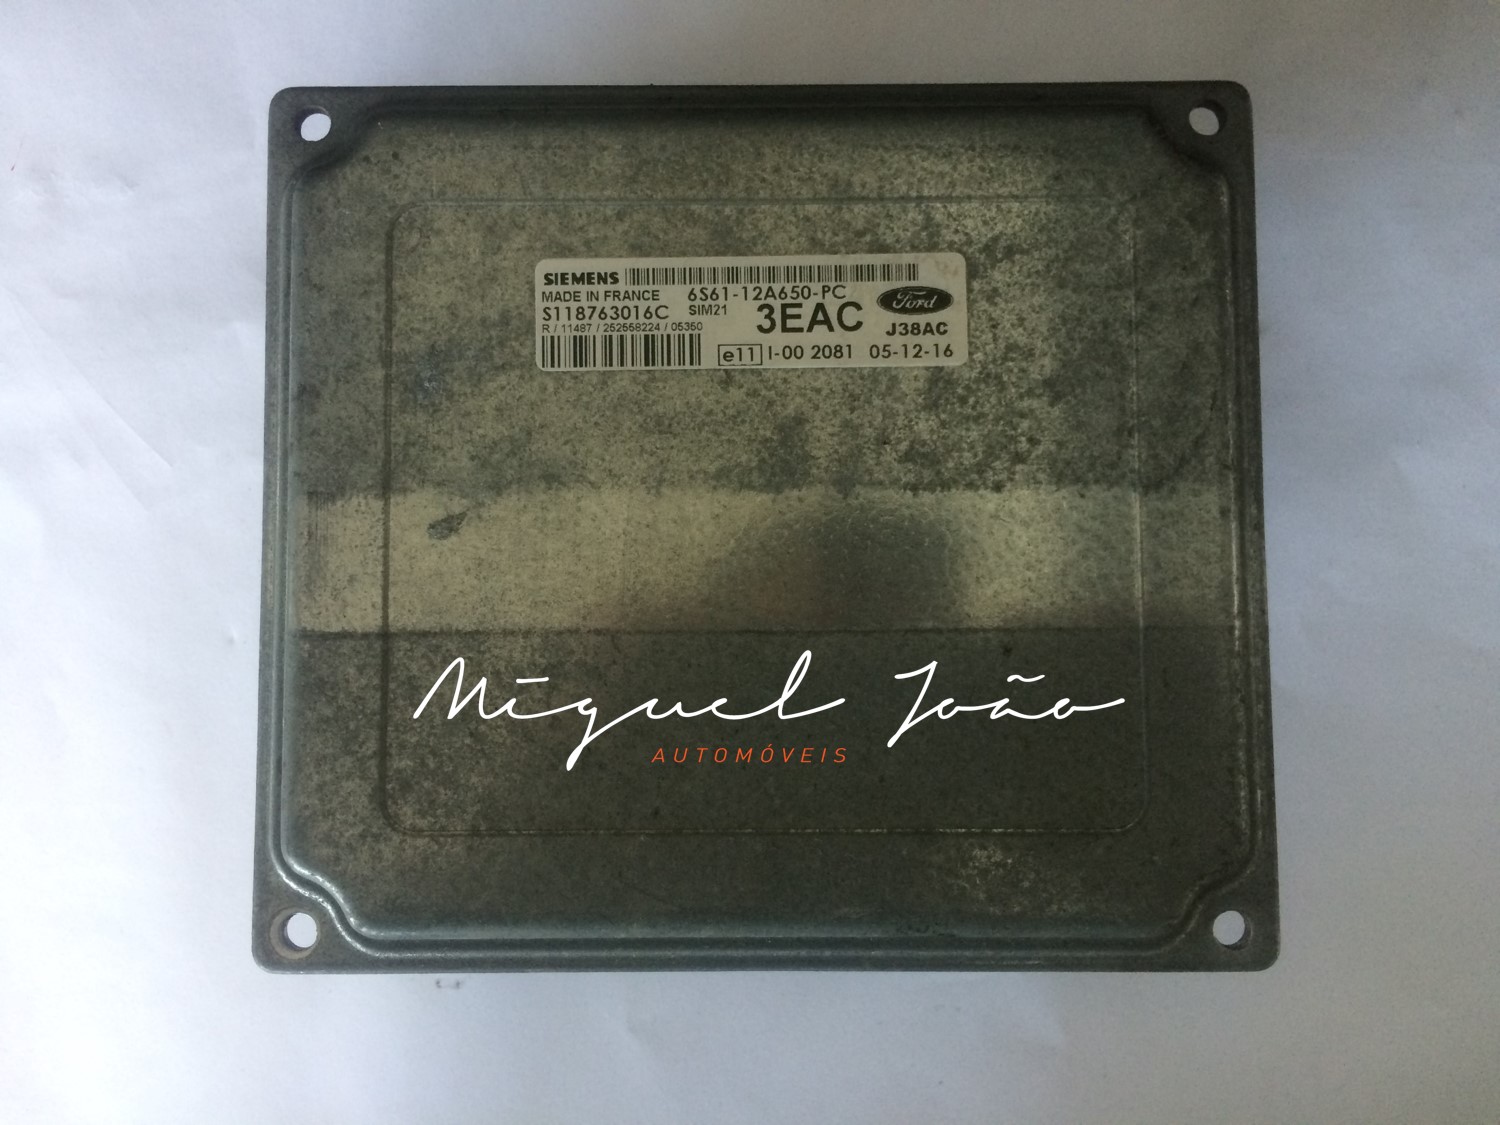 SIEMENS
MADE IN FRANCE 6S61-12A650-PC Ford
S118763016C SIM21 3EAC J38AC
R / 11487 / 252558224 / 05350
e11 I-00 2081 05-12-16
Miguel João
AUTOMÓVEIS